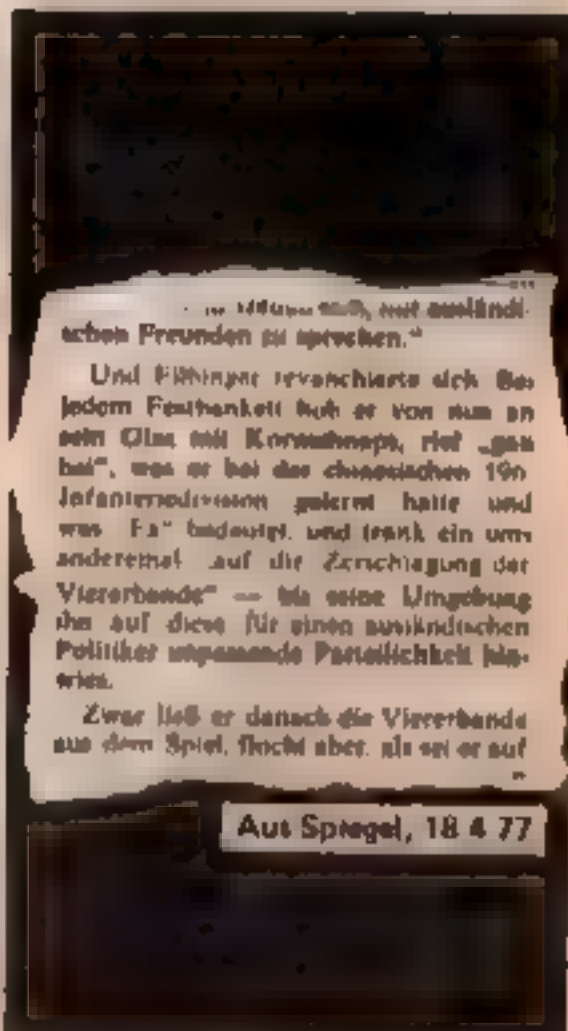 ausländi-
schen Freunden zu sprechen."
Und Filbinger revanchierte sich. Bei
jedem Festbankett hob er von nun an
sein Glas mit Kornschnaps, rief „gan
bei", was er bei der chinesischen 196.
Infanteriedivision gelernt hatte und
was „Ex" bedeutet, und trank ein um
anderemal „auf die Zerschlagung der
Viererbande" — bis seine Umgebung
ihn auf diese für einen ausländischen
Politiker unpassende Parteilichkeit hin-
wies.
Zwar ließ er danach die Viererbande
aus dem Spiel, flocht aber, als sei er auf
Aus Spiegel, 18.4.77